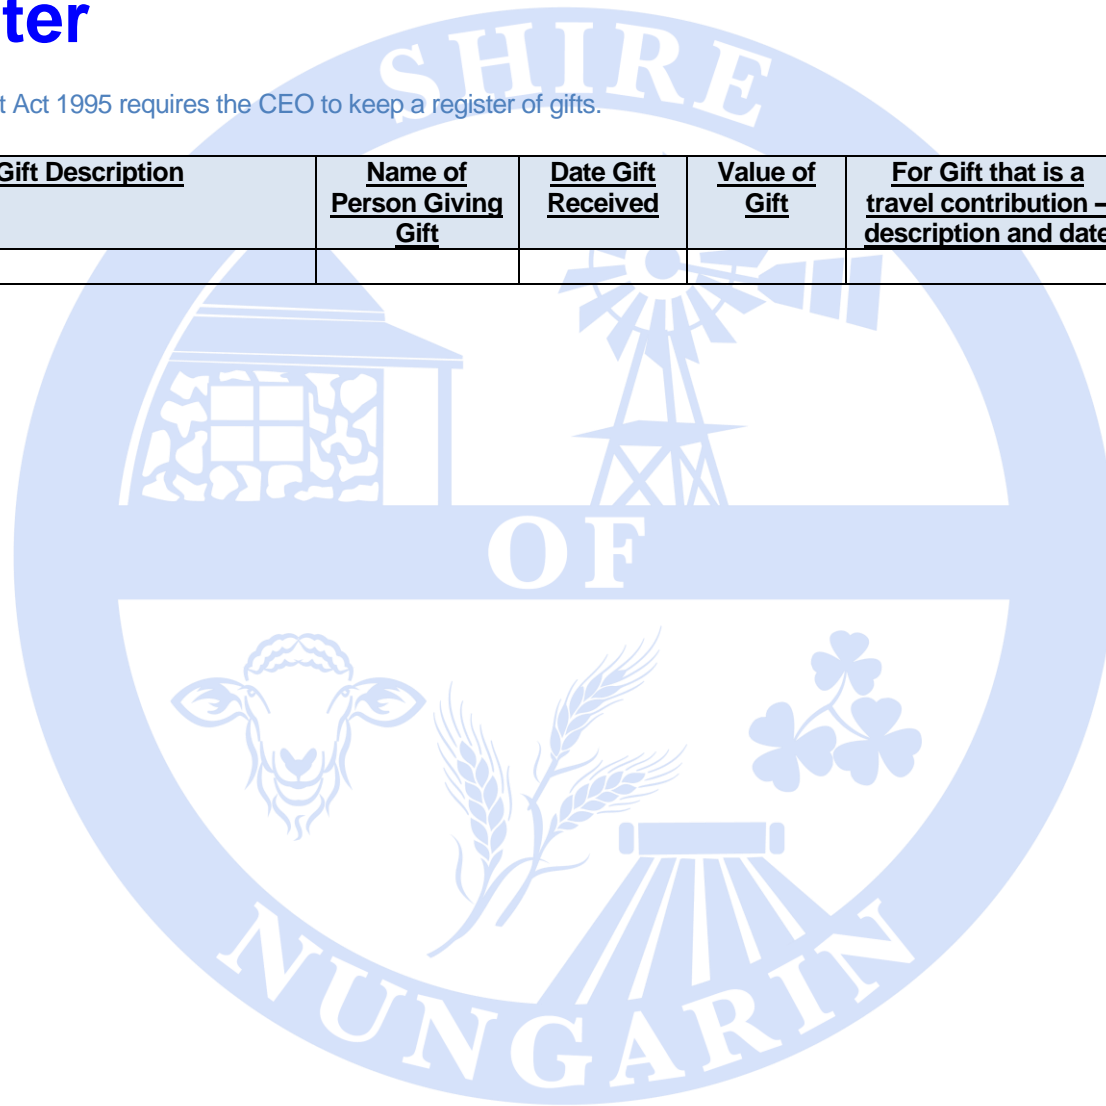 ter
t Act 1995 requires the CEO to keep a register of gifts.
Gift Description
Name of
Person Giving
Gift
Date Gift
Received
Value of
Gift
For Gift that is a
travel contribution –
description and date
SHIRE
OF
NUNGARIN